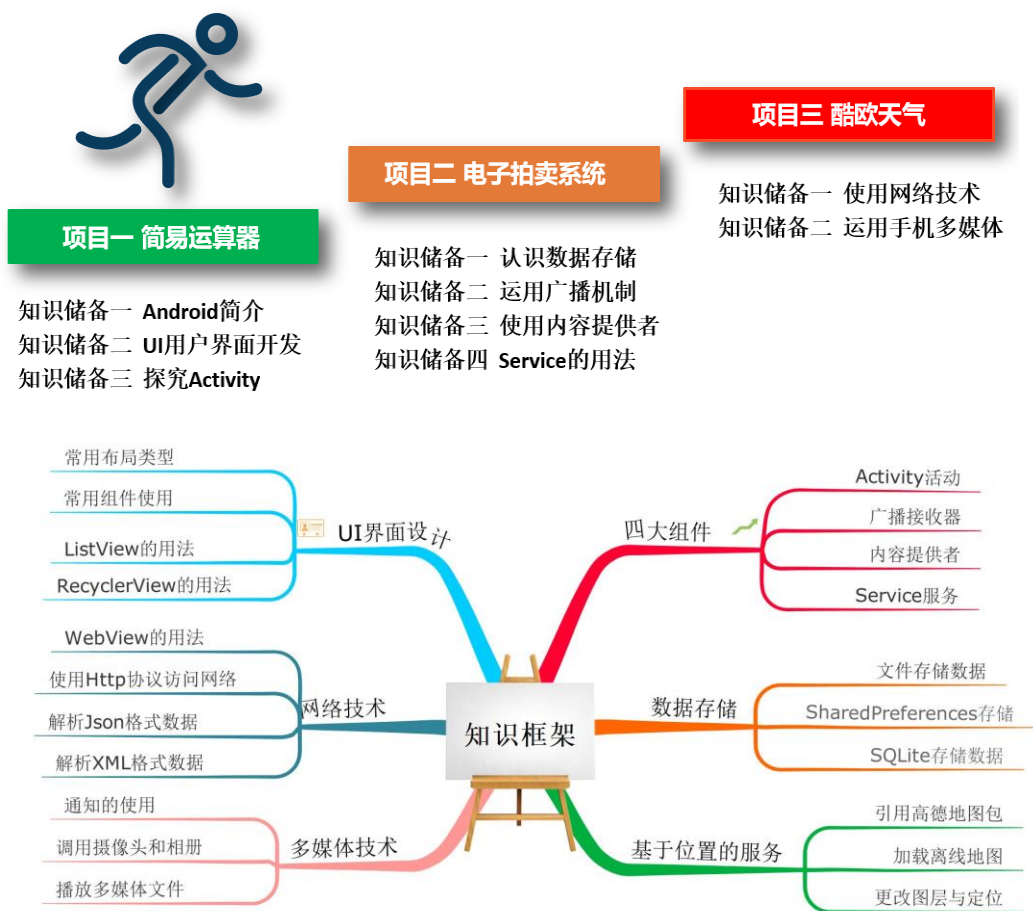 项目一 简易运算器
知识储备一 Android简介
知识储备二 UI用户界面开发
知识储备三 探究Activity
项目二 电子拍卖系统
知识储备一 认识数据存储
知识储备二 运用广播机制
知识储备三 使用内容提供者
知识储备四 Service的用法
项目三 酷欧天气
知识储备一 使用网络技术
知识储备二 运用手机多媒体
知识框架
UI界面设计
常用布局类型
常用组件使用
ListView的用法
RecyclerView的用法
网络技术
WebView的用法
使用Http协议访问网络
解析Json格式数据
解析XML格式数据
多媒体技术
通知的使用
调用摄像头和相册
播放多媒体文件
四大组件
Activity活动
广播接收器
内容提供者
Service服务
数据存储
文件存储数据
SharedPreferences存储
SQLite存储数据
基于位置的服务
引用高德地图包
加载离线地图
更改图层与定位